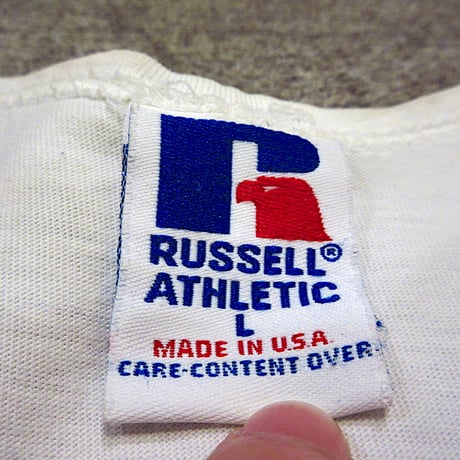 RUSSELL®
ATHLETIC
L
MADE IN U.S.A.
CARE-CONTENT OVER-